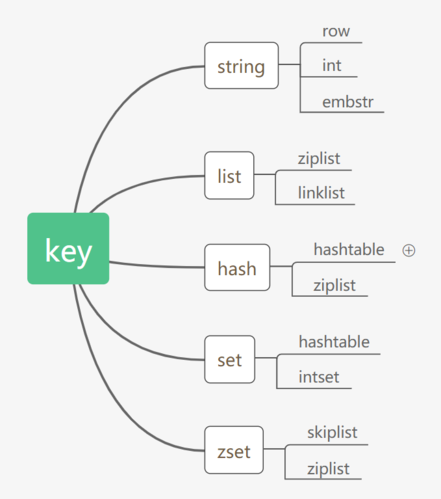 key
string
row
int
embstr
list
ziplist
linklist
hash
hashtable
ziplist
set
hashtable
intset
zset
skiplist
ziplist